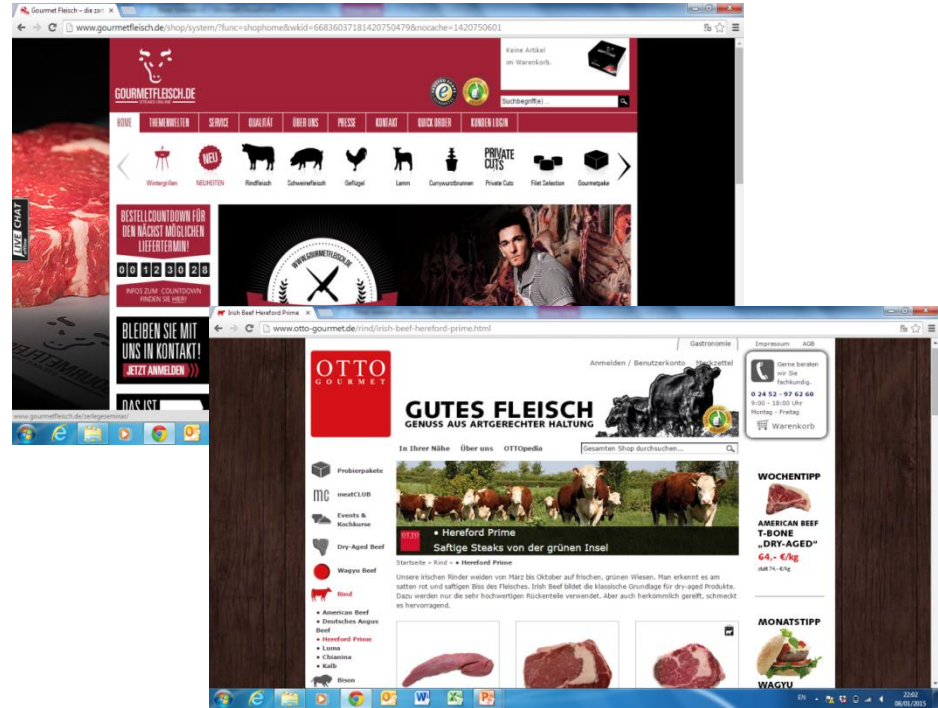 Gourmet Fleisch – die zart
www.gourmetfleisch.de/shop/system/?func=shophome&wkid=66836037181420750479&nocache=1420750601
Keine Artikel
im Warenkorb.
GOURMETFLEISCH.DE
STEAKS ONLINE
Suchbegriff(e) ...
HOME THEMENWELTEN SERVICE QUALITÄT ÜBER UNS PRESSE KONTAKT QUICK ORDER KUNDEN LOGIN
NEU
PRIVATE
CUTS
Wintergrillen NEUHEITEN Rindfleisch Schweinefleisch Geflügel Lamm Currywurstbrunnen Private Cuts Filet Selection Gourmetpake
LIVE CHAT
offline
BESTELLCOUNTDOWN FÜR
DEN NÄCHST MÖGLICHEN
LIEFERTERMIN!
00 12 30 28
INFOS ZUM COUNTDOWN
FINDEN SIE HIER!
WWW.GOURMETFLEISCH.DE
BLEIBEN SIE MIT
UNS IN KONTAKT!
JETZT ANMELDEN
DAS IST
www.gourmetfleisch.de/zerlegeseminar/
Irish Beef Hereford Prime
www.otto-gourmet.de/rind/irish-beef-hereford-prime.html
Gastronomie Impressum AGB
Anmelden / Benutzerkonto Merkzettel
OTTO
GOURMET
Gerne beraten
wir Sie
fachkundig.
0 24 52 - 97 62 60
9:00 - 18:00 Uhr
Montag - Freitag
Warenkorb
GUTES FLEISCH
GENUSS AUS ARTGERECHTER HALTUNG
In Ihrer Nähe Über uns OTTOpedia
Gesamten Shop durchsuchen...
Probierpakete
mc meatCLUB
Events &
Kochkurse
Dry-Aged Beef
Wagyu Beef
Rind
• American Beef
• Deutsches Angus
Beef
• Hereford Prime
• Luma
• Chianina
• Kalb
Bison
OTTO
• Hereford Prime
Saftige Steaks von der grünen Insel
Startseite » Rind » • Hereford Prime
Unsere irischen Rinder weiden von März bis Oktober auf frischen, grünen Wiesen. Man erkennt es am
satten rot und saftigen Biss des Fleisches. Irish Beef bildet die klassische Grundlage für dry-aged Produkte.
Dazu werden nur die sehr hochwertigen Rückenteile verwendet. Aber auch herkömmlich gereift, schmeckt
es hervorragend.
WOCHENTIPP
AMERICAN BEEF
T-BONE
„DRY-AGED"
64,- €/kg
statt 74,- €/kg
MONATSTIPP
WAGYU
EN
22:02
08/01/2015